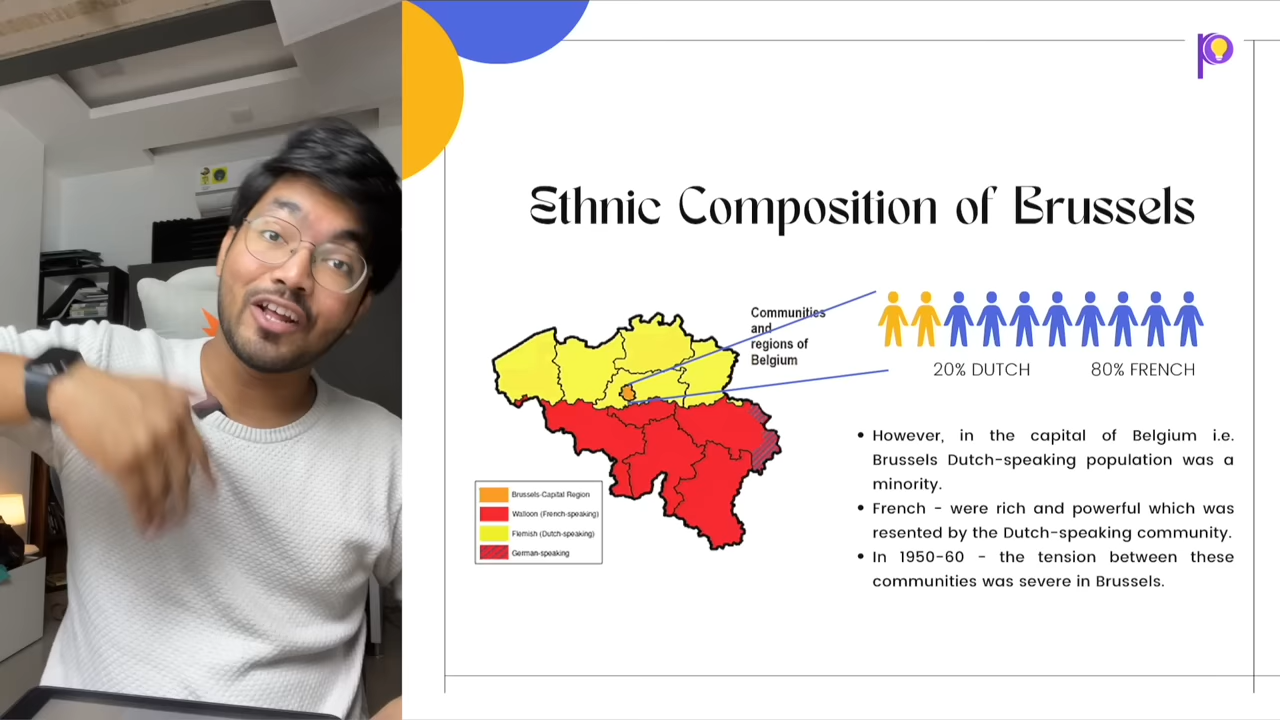 Ethnic Composition of Brussels
Communities
and
regions of
Belgium
20% DUTCH
80% FRENCH
Brussels-Capital Region
Walloon (French-speaking)
Flemish (Dutch-speaking)
German-speaking
• However, in the capital of Belgium i.e.
Brussels Dutch-speaking population was a
minority.
• French - were rich and powerful which was
resented by the Dutch-speaking community.
• In 1950-60 - the tension between these
communities was severe in Brussels.